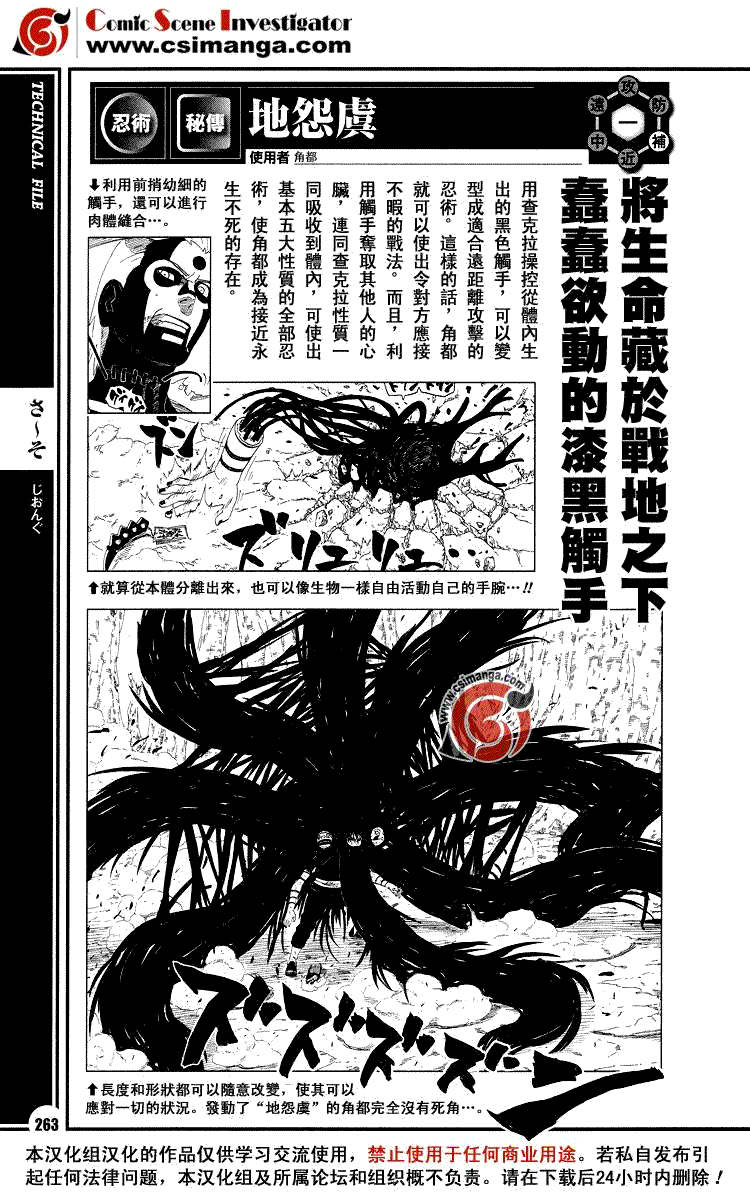 Comic Scene Investigator
www.csimanga.com
TECHNICAL FILE
さ～そ
じおんぐ
忍術
秘傳
地怨虞
使用者 角都
攻
防
補
近
中
遠
一
將生命藏於戰地之下
蠢蠢欲動的漆黑觸手
用查克拉操控從體內生
出的黑色觸手，可以變
型成適合遠距離攻擊的
忍術。這樣的話，角都
就可以使出令對方應接
不暇的戰法。而且，利
用觸手奪取其他人的心
臟，連同查克拉性質一
同吸收到體內，可使出
基本五大性質的全部忍
術，使角都成為接近永
生不死的存在。
⬇利用前捎幼細的
觸手，還可以進行
肉體縫合…。
ズン
ズリュリュ
⬆就算從本體分離出來，也可以像生物一樣自由活動自己的手腕…!!
www.csimanga.com
ズズズズン
⬆長度和形狀都可以隨意改變，使其可以
應對一切的狀況。發動了“地怨虞”的角都完全沒有死角…。
263
本汉化组汉化的作品仅供学习交流使用，禁止使用于任何商业用途。若私自发布引
起任何法律问题，本汉化组及所属论坛和组织概不负责。请在下载后24小时内删除！